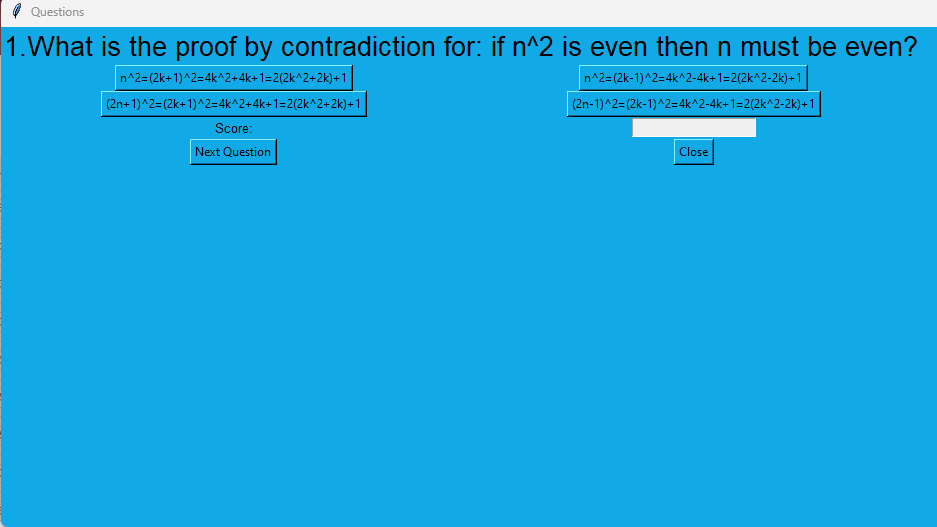 Questions
1.What is the proof by contradiction for: if n^2 is even then n must be even?
n^2=(2k+1)^2=4k^2+4k+1=2(2k^2+2k)+1
n^2=(2k-1)^2=4k^2-4k+1=2(2k^2-2k)+1
(2n+1)^2=(2k+1)^2=4k^2+4k+1=2(2k^2+2k)+1
(2n-1)^2=(2k-1)^2=4k^2-4k+1=2(2k^2-2k)+1
Score:
Next Question
Close